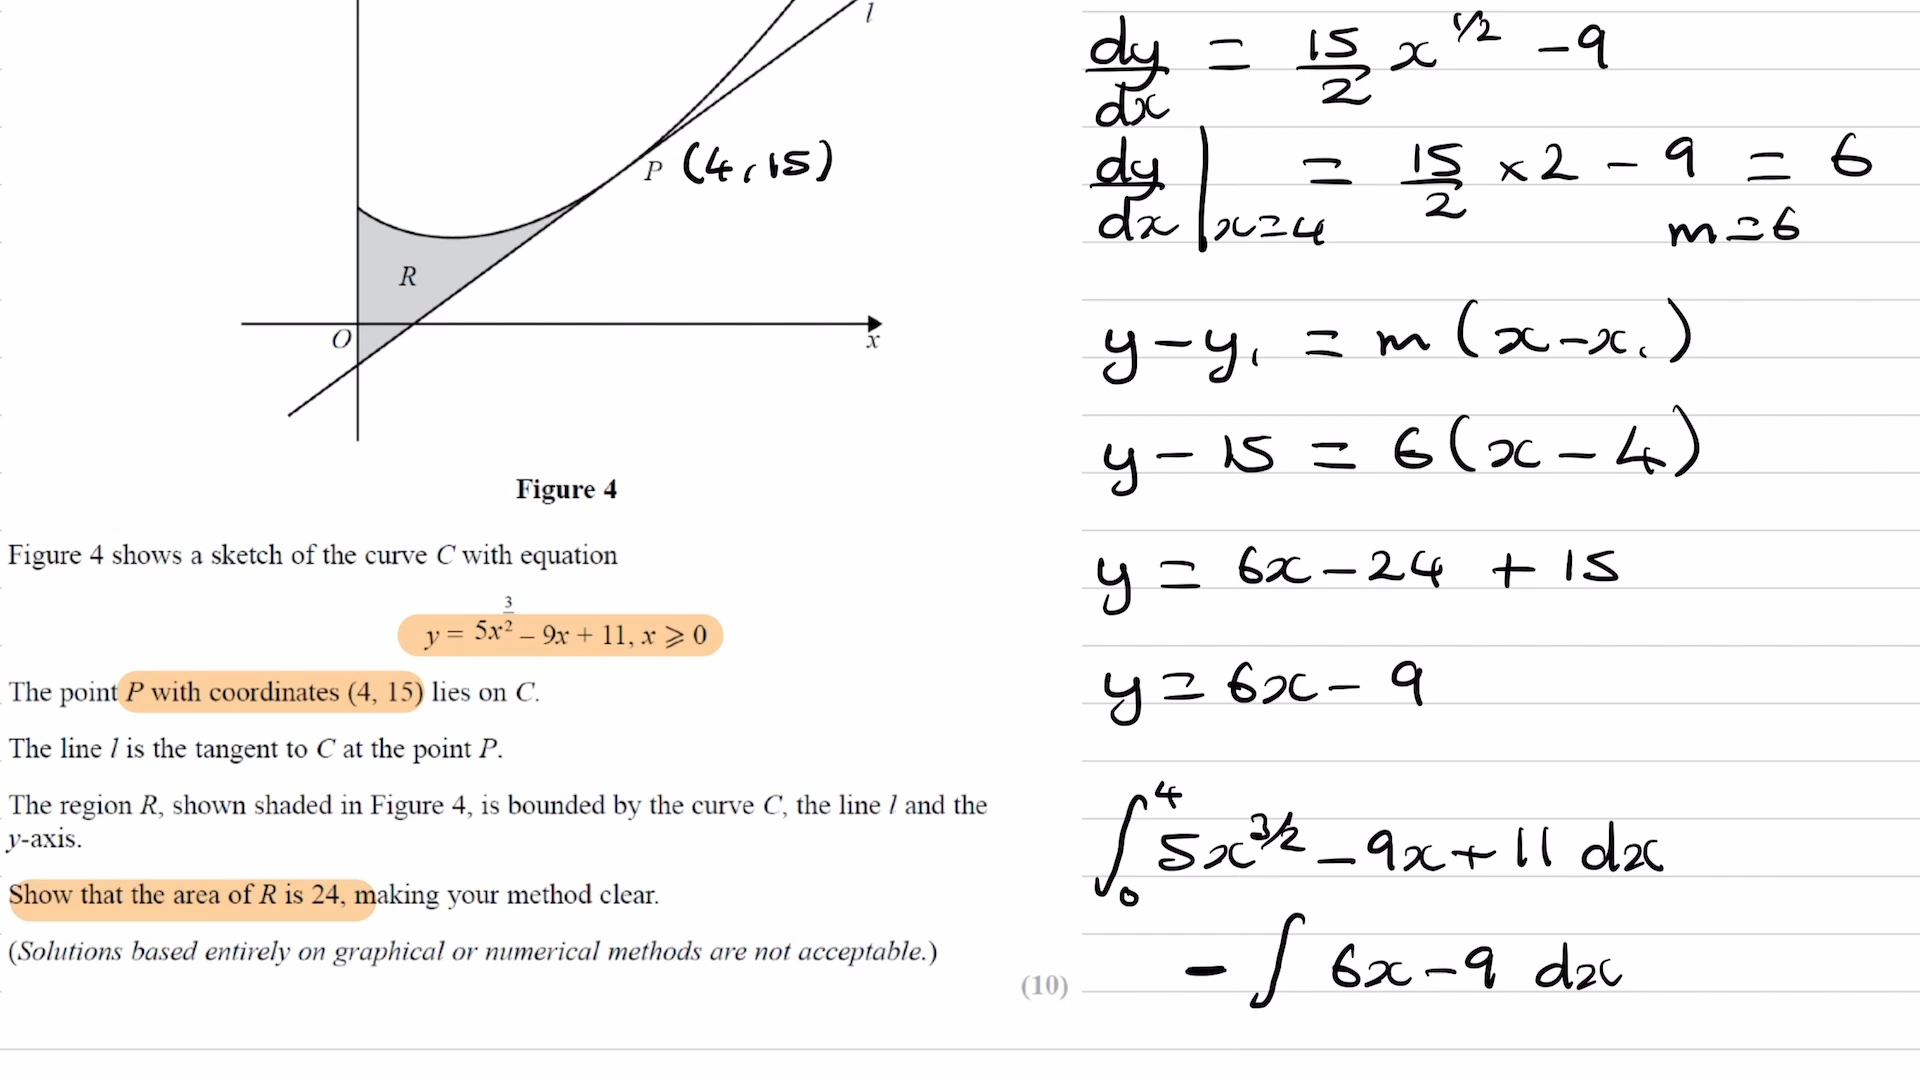 l
P (4, 15)
R
O
x
Figure 4
Figure 4 shows a sketch of the curve C with equation
y = 5x^{3/2} – 9x + 11, x ⩾ 0
The point P with coordinates (4, 15) lies on C.
The line l is the tangent to C at the point P.
The region R, shown shaded in Figure 4, is bounded by the curve C, the line l and the
y-axis.
Show that the area of R is 24, making your method clear.
(Solutions based entirely on graphical or numerical methods are not acceptable.)
(10)
dy/dx = 15/2 x^{1/2} – 9
dy/dx |x=4 = 15/2 × 2 – 9 = 6
m = 6
y – y₁ = m (x – x₁)
y – 15 = 6(x – 4)
y = 6x – 24 + 15
y = 6x – 9
∫₀⁴ 5x^{3/2} – 9x + 11 dx
– ∫ 6x – 9 dx